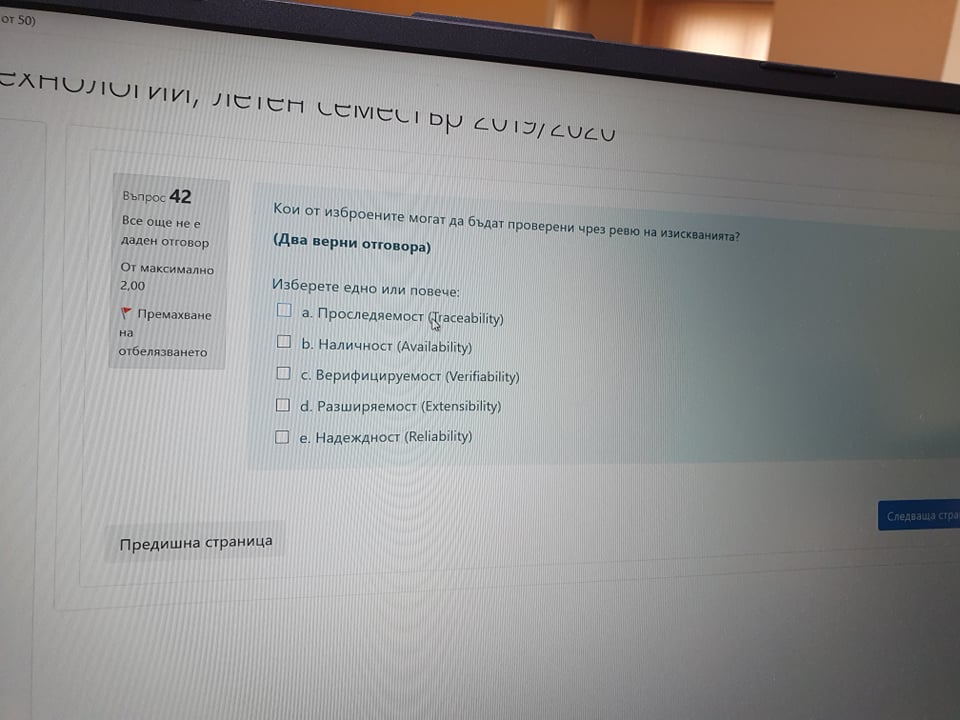 от 50)
ехнологии, летен семестър 2019/2020
Въпрос 42
Все още не е
даден отговор
От максимално
2,00
Премахване
на
отбелязването
Кои от изброените могат да бъдат проверени чрез ревю на изискванията?
(Два верни отговора)
Изберете едно или повече:
a. Проследяемост (Traceability)
b. Наличност (Availability)
c. Верифицируемост (Verifiability)
d. Разширяемост (Extensibility)
e. Надеждност (Reliability)
Следваща стра
Предишна страница